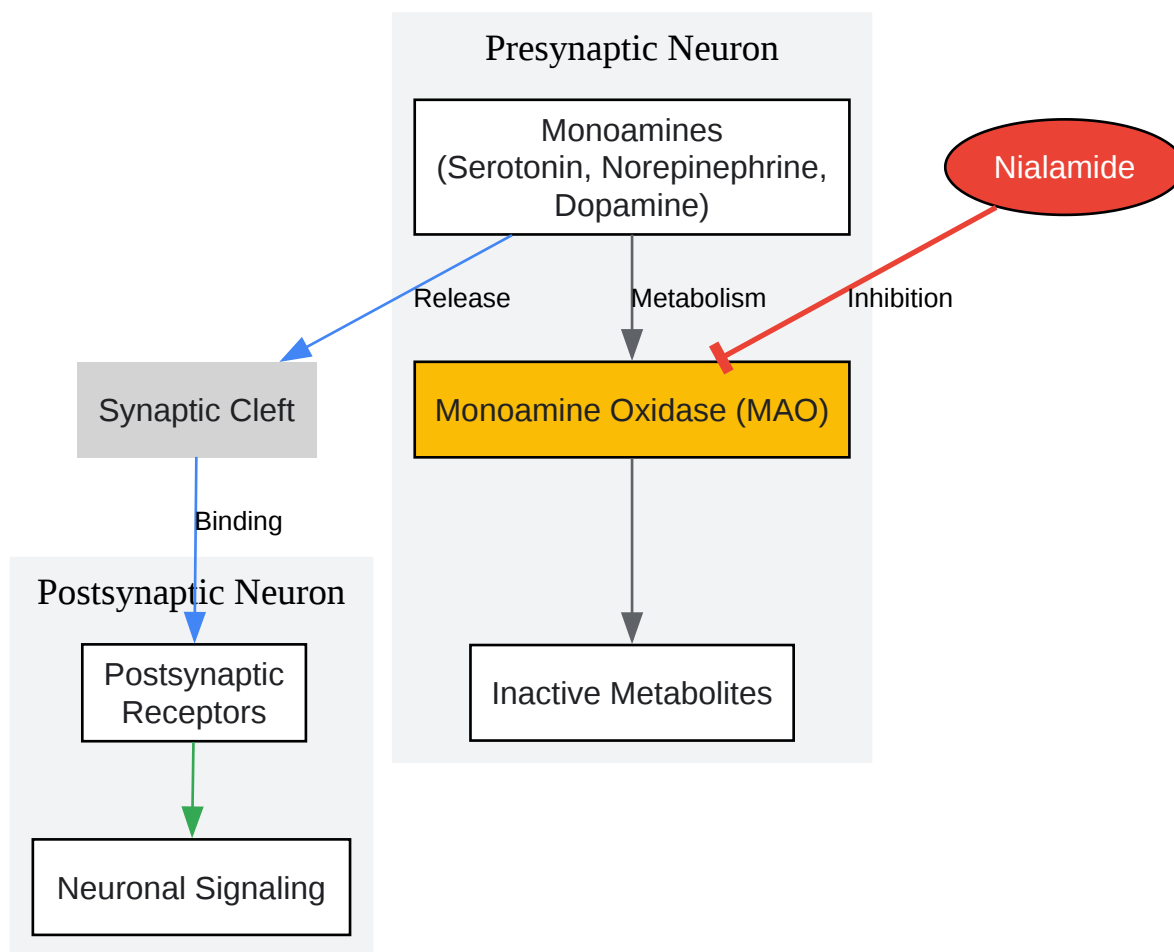 Presynaptic Neuron
Monoamines
(Serotonin, Norepinephrine,
Dopamine)
Nialamide
Release
Metabolism
Inhibition
Synaptic Cleft
Monoamine Oxidase (MAO)
Binding
Postsynaptic Neuron
Postsynaptic
Receptors
Inactive Metabolites
Neuronal Signaling